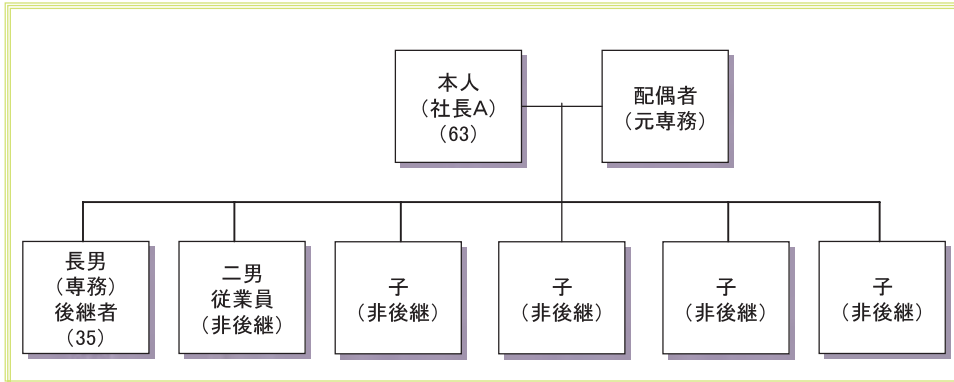 本人
（社長A）
（63）
配偶者
（元専務）
長男
（専務）
後継者
（35）
二男
従業員
（非後継）
子
（非後継）
子
（非後継）
子
（非後継）
子
（非後継）